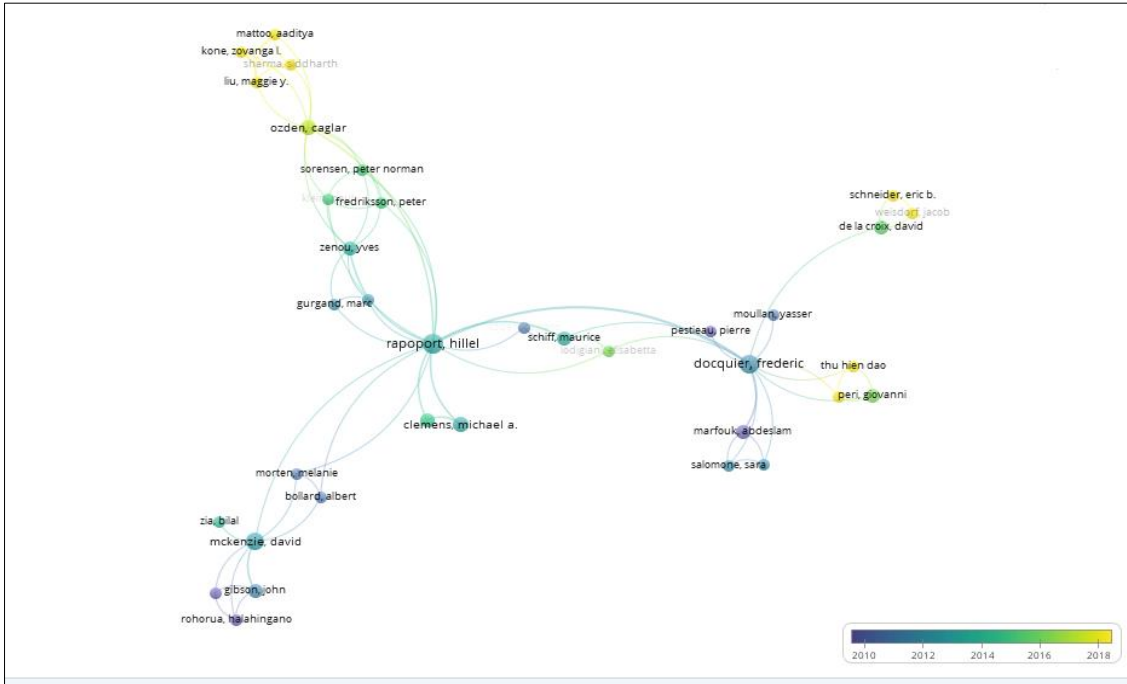 mattoo, aaditya
kone, zovanga l.
sharma, siddharth
liu, maggie y.
ozden, caglar
sorensen, peter norman
fredriksson, peter
zenou, yves
gurgand, marc
rapoport, hillel
schiff, maurice
lodigiani, elisabetta
clemens, michael a.
schneider, eric b.
weisdorf, jacob
de la croix, david
moullan, yasser
pestieau, pierre
docquier, frederic
thu hien dao
peri, giovanni
marfouk, abdeslam
salomone, sara
morten, melanie
bollard, albert
zia, bilal
mckenzie, david
gibson, john
rohorua, halahingano
2010 2012 2014 2016 2018